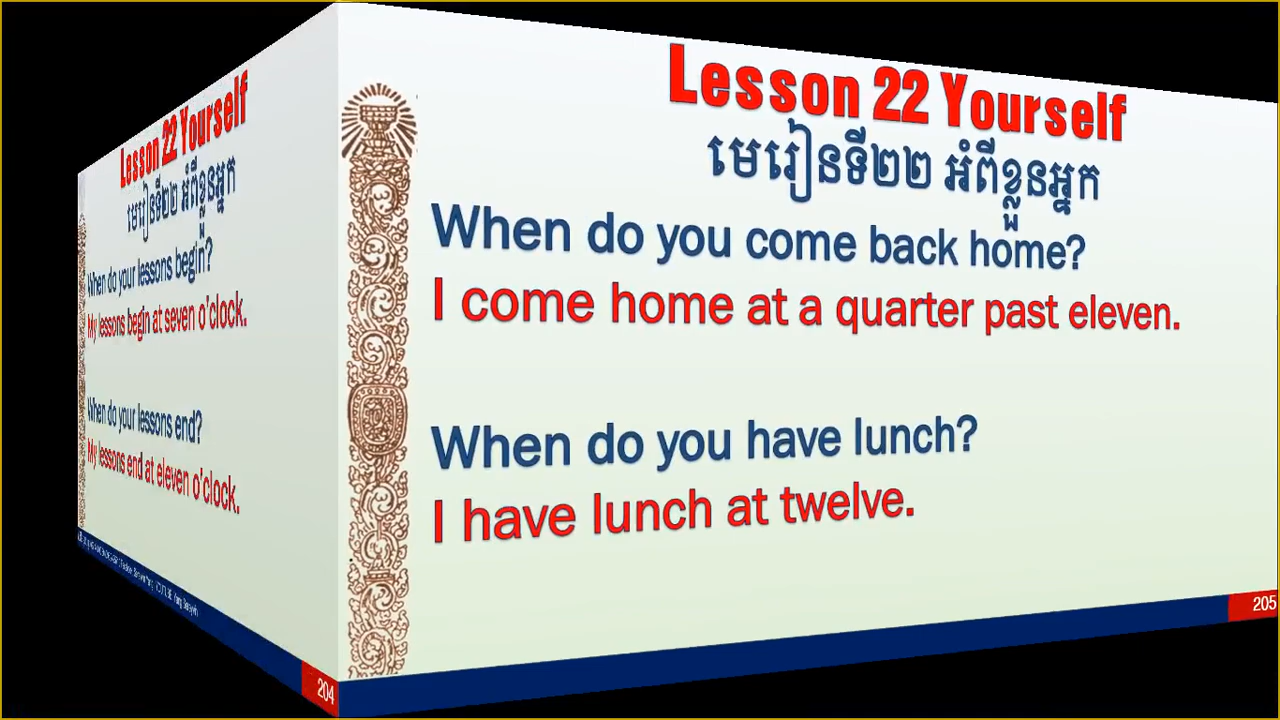 Lesson 22 Yourself
មេរៀនទី២២ អំពីខ្លួនអ្នក
When do your lessons begin?
My lessons begin at seven o'clock.
When do your lessons end?
My lessons end at eleven o'clock.
204
Lesson 22 Yourself
មេរៀនទី២២ អំពីខ្លួនអ្នក
When do you come back home?
I come home at a quarter past eleven.
When do you have lunch?
I have lunch at twelve.
205